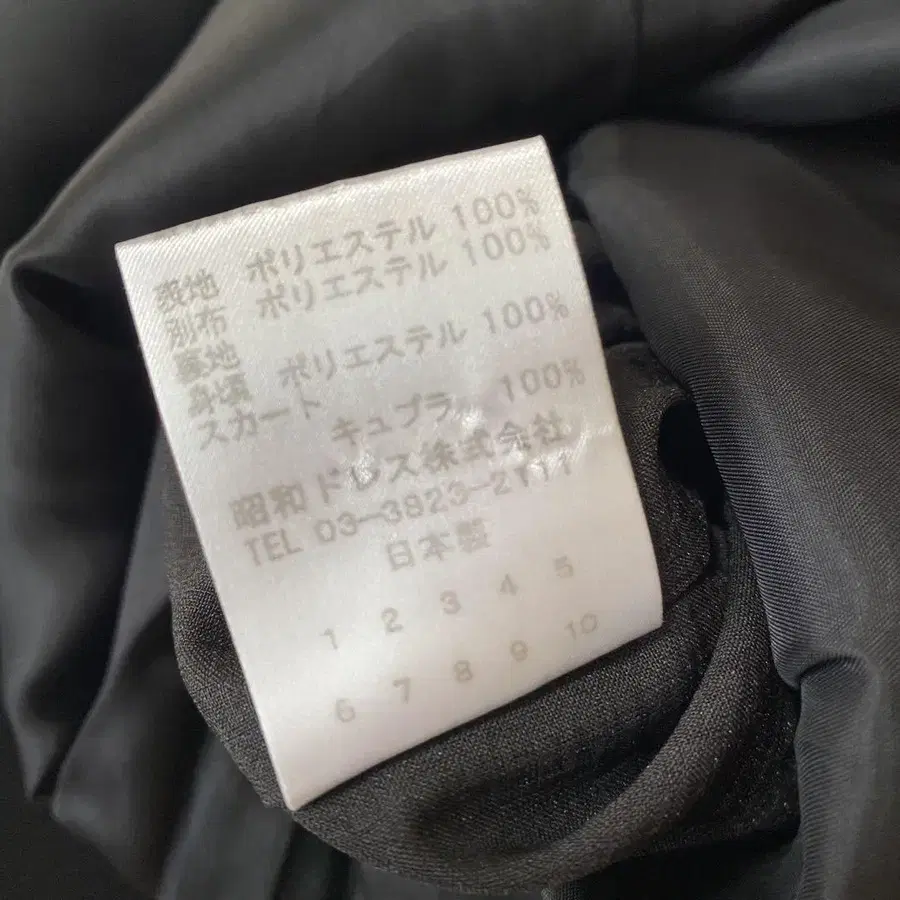 表地 ポリエステル 100%
別布 ポリエステル 100%
裏地
身頃 ポリエステル 100%
スカート キュプラ 100%
昭和ドレス株式会社
TEL 03-3823-2111
日本製
1 2 3 4 5
6 7 8 9 10